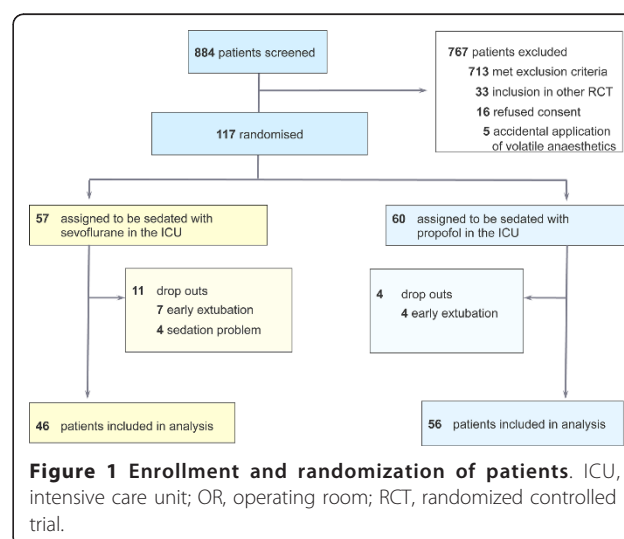 884 patients screened
767 patients excluded
713 met exclusion criteria
33 inclusion in other RCT
16 refused consent
5 accidental application
of volatile anaesthetics
117 randomised
57 assigned to be sedated with
sevoflurane in the ICU
60 assigned to be sedated with
propofol in the ICU
11 drop outs
7 early extubation
4 sedation problem
4 drop outs
4 early extubation
46 patients included in analysis
56 patients included in analysis
Figure 1 Enrollment and randomization of patients. ICU,
intensive care unit; OR, operating room; RCT, randomized controlled
trial.